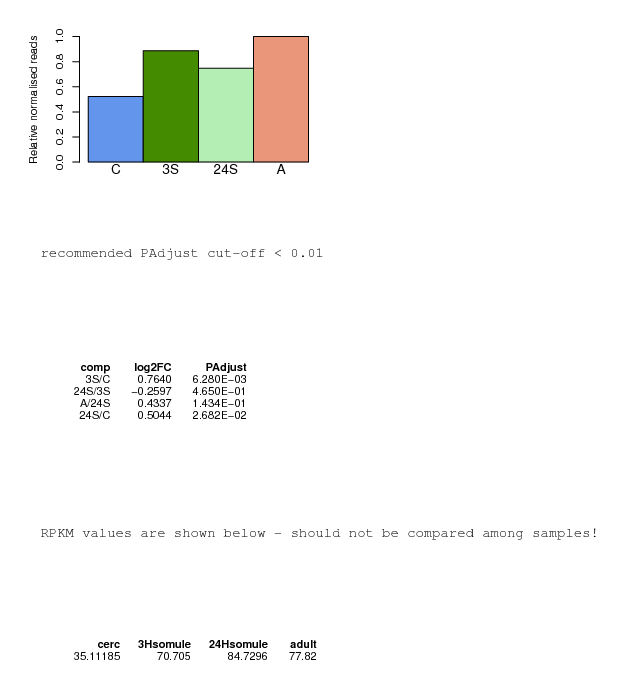 Relative normalised reads
1.0
0.8
0.6
0.4
0.2
0.0
C 3S 24S A
recommended PAdjust cut-off < 0.01
comp log2FC PAdjust
3S/C 0.7640 6.280E−03
24S/3S −0.2597 4.650E−01
A/24S 0.4337 1.434E−01
24S/C 0.5044 2.682E−02
RPKM values are shown below - should not be compared among samples!
cerc 3Hsomule 24Hsomule adult
35.11185 70.705 84.7296 77.82